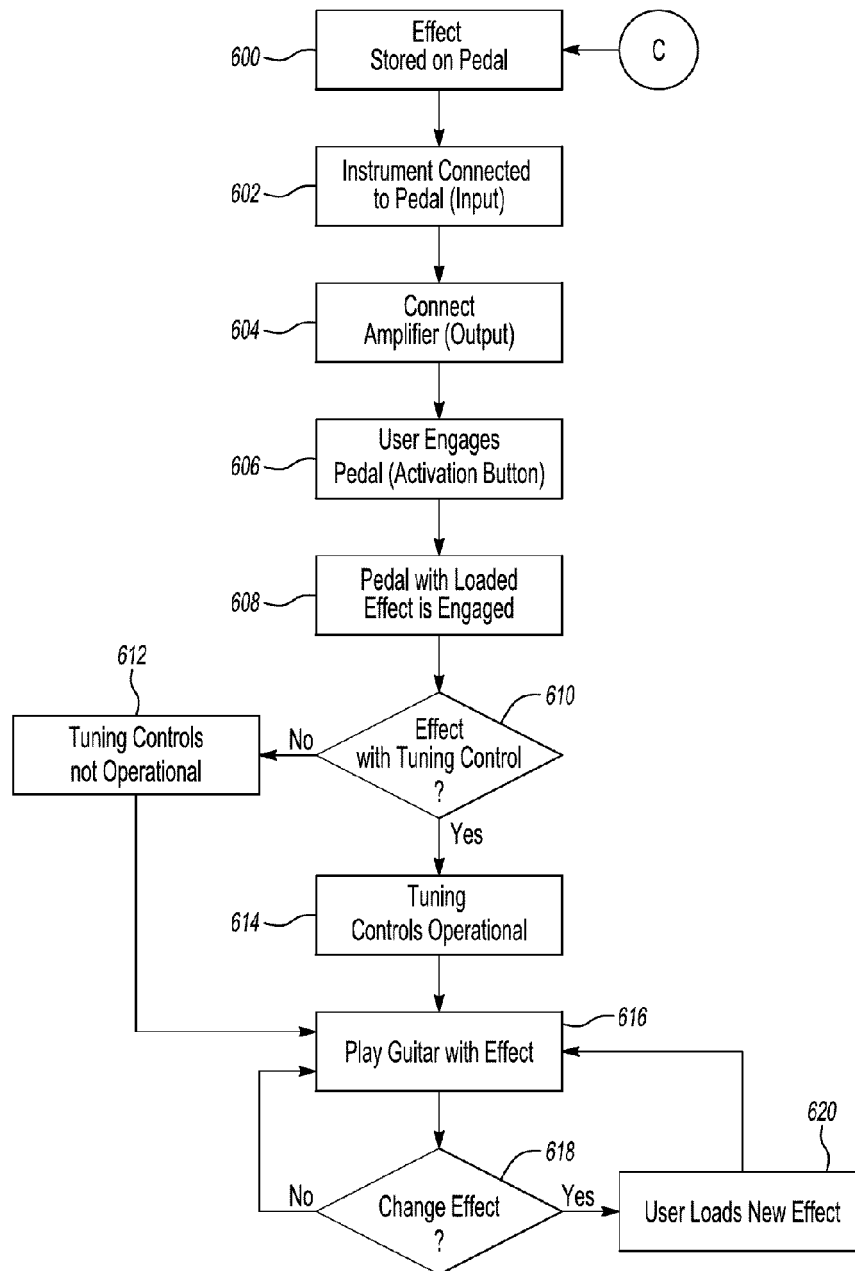 600
Effect
Stored on Pedal
C
602
Instrument Connected
to Pedal (Input)
604
Connect
Amplifier (Output)
606
User Engages
Pedal (Activation Button)
608
Pedal with Loaded
Effect is Engaged
612
Tuning Controls
not Operational
No
610
Effect
with Tuning Control
?
Yes
614
Tuning
Controls Operational
616
Play Guitar with Effect
618
No
Change Effect
?
Yes
620
User Loads New Effect